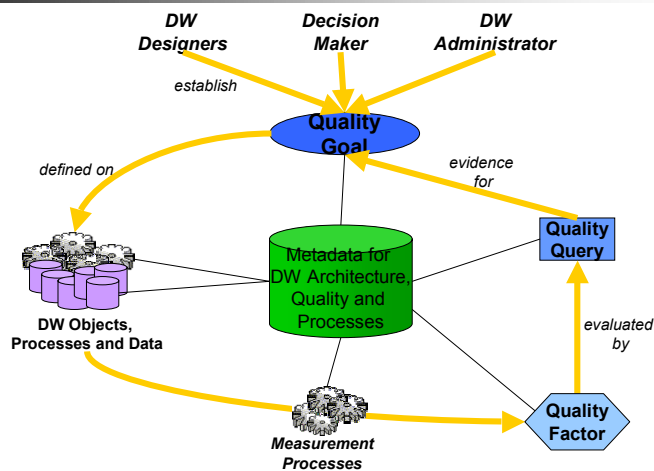 DW
Designers
Decision
Maker
DW
Administrator
establish
Quality
Goal
defined on
evidence
for
Quality
Query
Metadata for
DW Architecture,
Quality and
Processes
DW Objects,
Processes and Data
evaluated
by
Quality
Factor
Measurement
Processes